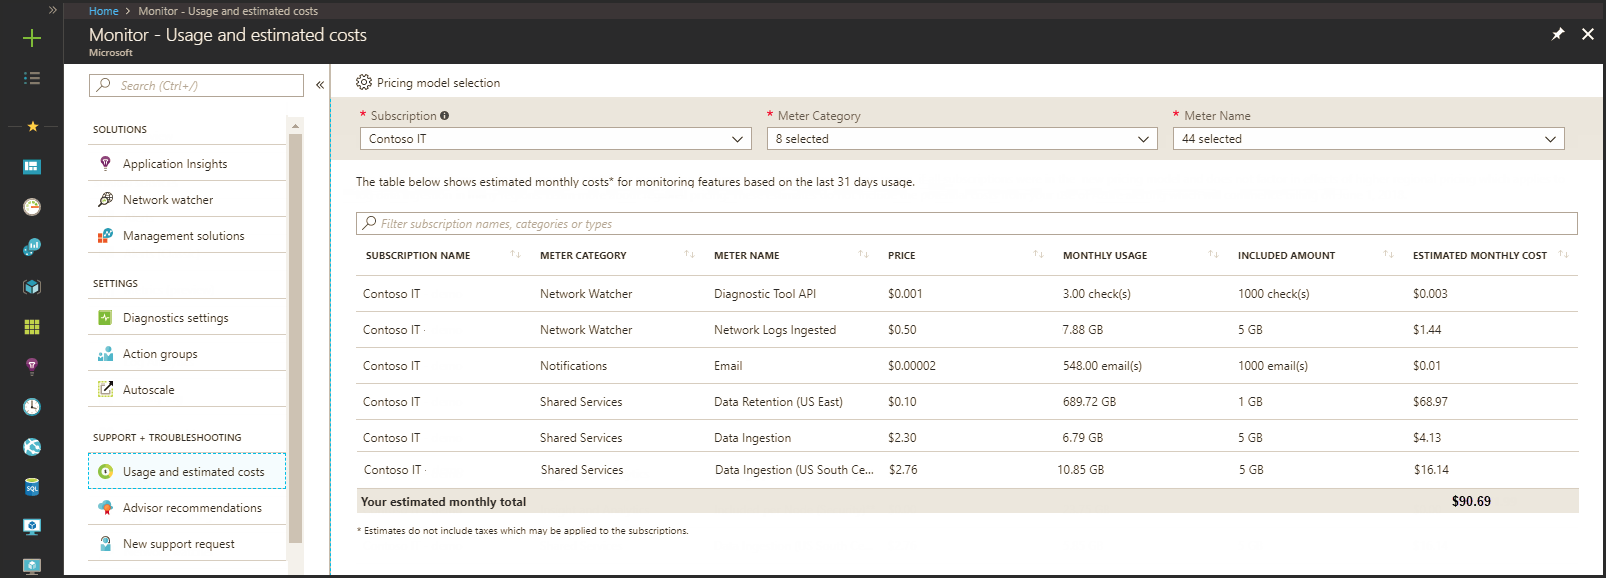 Home > Monitor - Usage and estimated costs
Monitor - Usage and estimated costs
Microsoft
Search (Ctrl+/)
SOLUTIONS
Application Insights
Network watcher
Management solutions
SETTINGS
Diagnostics settings
Action groups
Autoscale
SUPPORT + TROUBLESHOOTING
Usage and estimated costs
Advisor recommendations
New support request
Pricing model selection
* Subscription * Meter Category * Meter Name
Contoso IT 8 selected 44 selected
The table below shows estimated monthly costs* for monitoring features based on the last 31 days usage.
Filter subscription names, categories or types
SUBSCRIPTION NAME METER CATEGORY METER NAME PRICE MONTHLY USAGE INCLUDED AMOUNT ESTIMATED MONTHLY COST
Contoso IT Network Watcher Diagnostic Tool API $0.001 3.00 check(s) 1000 check(s) $0.003
Contoso IT Network Watcher Network Logs Ingested $0.50 7.88 GB 5 GB $1.44
Contoso IT Notifications Email $0.00002 548.00 email(s) 1000 email(s) $0.01
Contoso IT Shared Services Data Retention (US East) $0.10 689.72 GB 1 GB $68.97
Contoso IT Shared Services Data Ingestion $2.30 6.79 GB 5 GB $4.13
Contoso IT Shared Services Data Ingestion (US South Ce... $2.76 10.85 GB 5 GB $16.14
Your estimated monthly total $90.69
* Estimates do not include taxes which may be applied to the subscriptions.
SQL